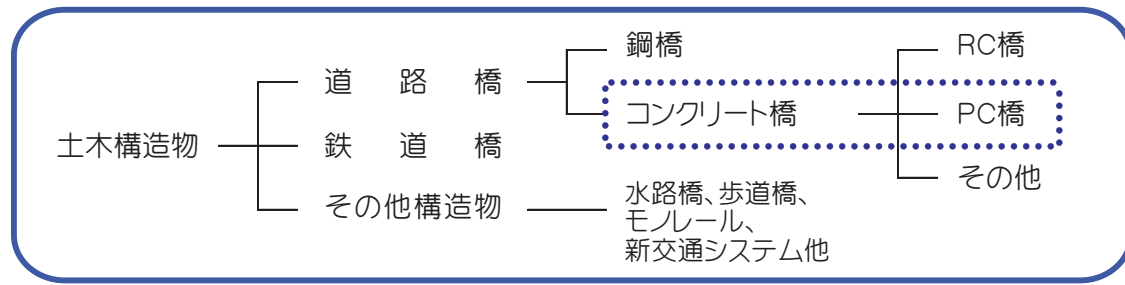 鋼橋
RC橋
道路橋
コンクリート橋
PC橋
土木構造物
鉄道橋
その他
その他構造物
水路橋、歩道橋、
モノレール、
新交通システム他